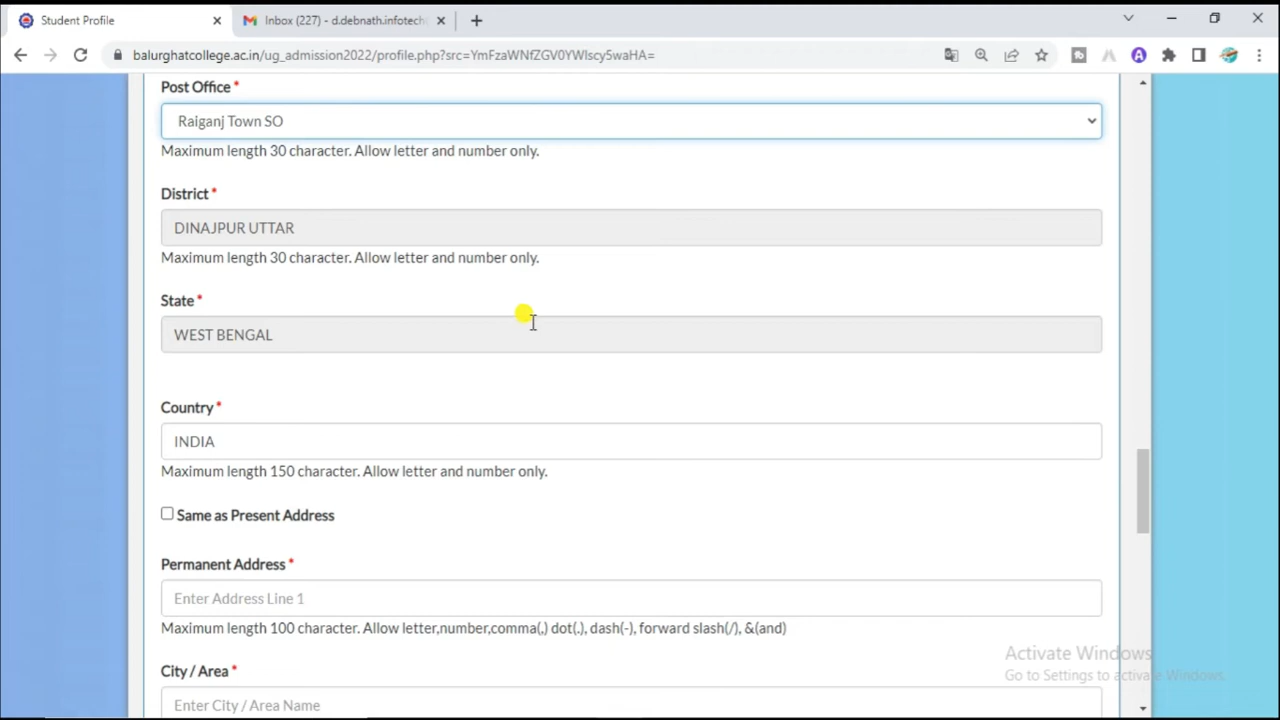 Student Profile
Inbox (227) - d.debnath.infotech
balurghatcollege.ac.in/ug_admission2022/profile.php?src=YmFzaWNfZGV0YWlscy5waHA=
Post Office *
Raiganj Town SO
Maximum length 30 character. Allow letter and number only.
District *
DINAJPUR UTTAR
Maximum length 30 character. Allow letter and number only.
State *
WEST BENGAL
Country *
INDIA
Maximum length 150 character. Allow letter and number only.
Same as Present Address
Permanent Address *
Enter Address Line 1
Maximum length 100 character. Allow letter,number,comma(,) dot(.), dash(-), forward slash(/), &(and)
City / Area *
Enter City / Area Name
Activate Windows
Go to Settings to activate Windows.